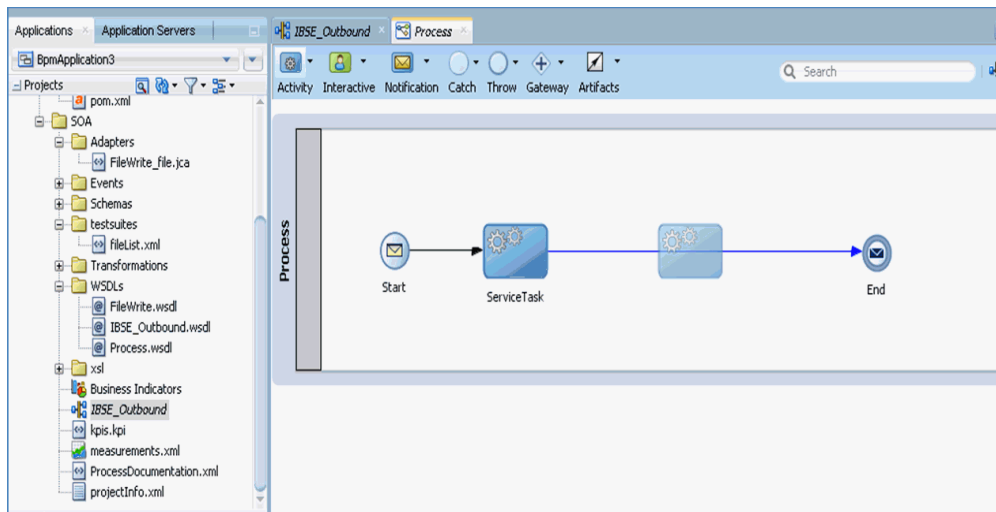 Applications
Application Servers
IBSE_Outbound
Process
BpmApplication3
Projects
Activity
Interactive
Notification
Catch
Throw
Gateway
Artifacts
Search
pom.xml
SOA
Adapters
FileWrite_file.jca
Events
Schemas
testsuites
fileList.xml
Transformations
WSDLs
FileWrite.wsdl
IBSE_Outbound.wsdl
Process.wsdl
xsl
Business Indicators
IBSE_Outbound
kpis.kpi
measurements.xml
ProcessDocumentation.xml
projectInfo.xml
Process
Start
ServiceTask
End